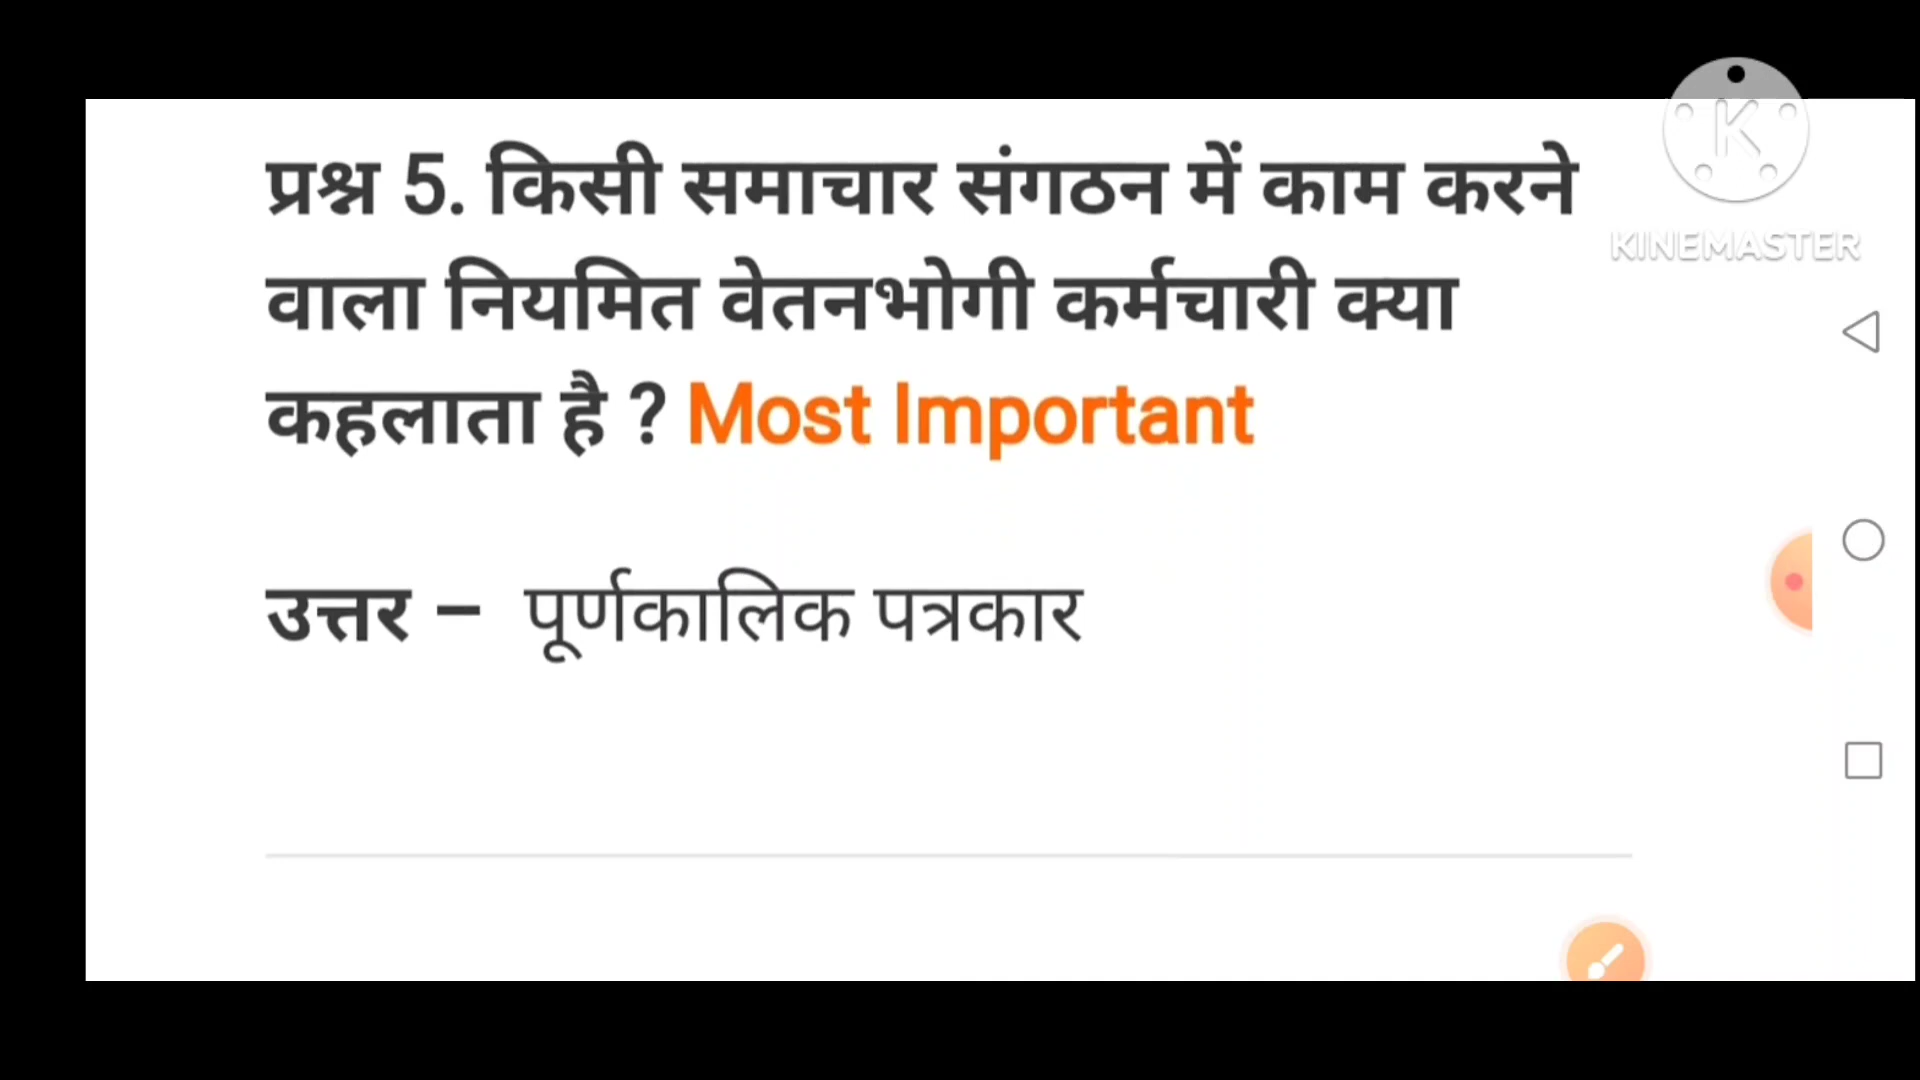 प्रश्न 5. किसी समाचार संगठन में काम करने
वाला नियमित वेतनभोगी कर्मचारी क्या
कहलाता है ? Most Important
उत्तर – पूर्णकालिक पत्रकार
K
KINEMASTER